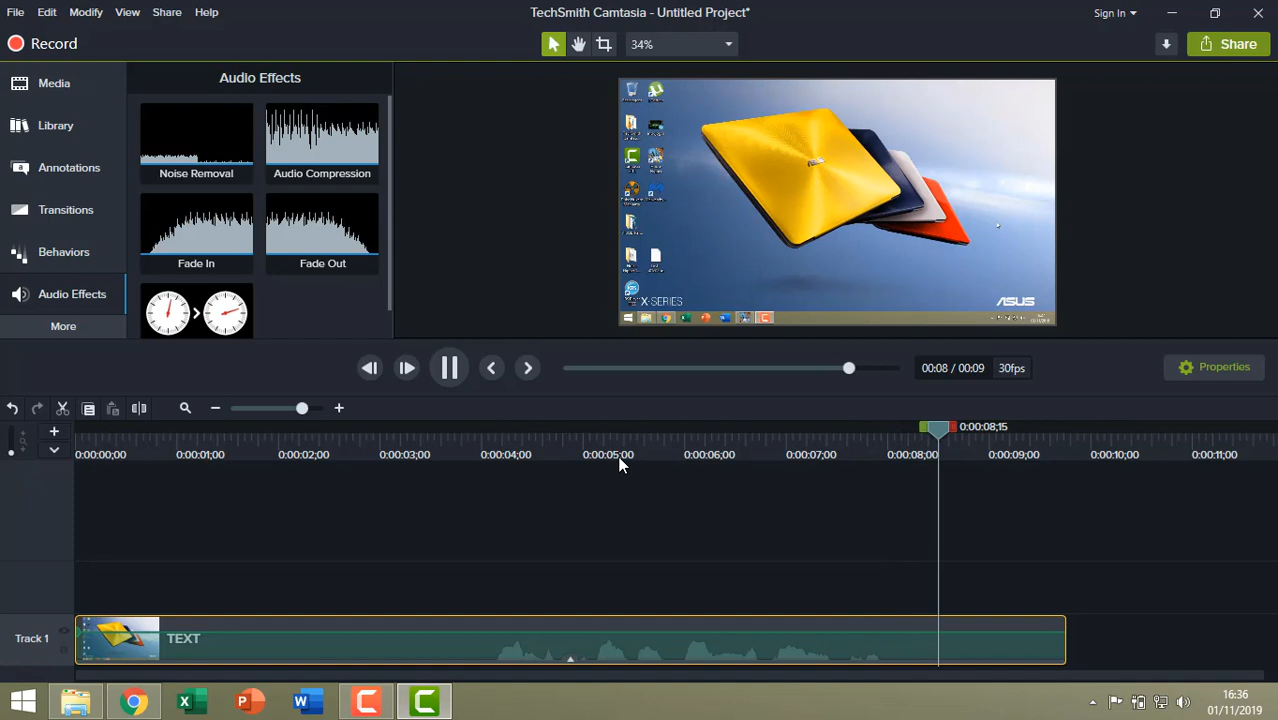 File Edit Modify View Share Help
TechSmith Camtasia - Untitled Project*
Sign In
Record
34%
Share
Media
Library
Annotations
Transitions
Behaviors
Audio Effects
More
Audio Effects
Noise Removal
Audio Compression
Fade In
Fade Out
ASUS
X-SERIES
ASUS
00:08 / 00:09
30fps
Properties
0:00:08;15
0:00:00;00 0:00:01;00 0:00:02;00 0:00:03;00 0:00:04;00 0:00:05;00 0:00:06;00 0:00:07;00 0:00:08;00 0:00:09;00 0:00:10;00 0:00:11;00
Track 1
TEXT
16:36
01/11/2019